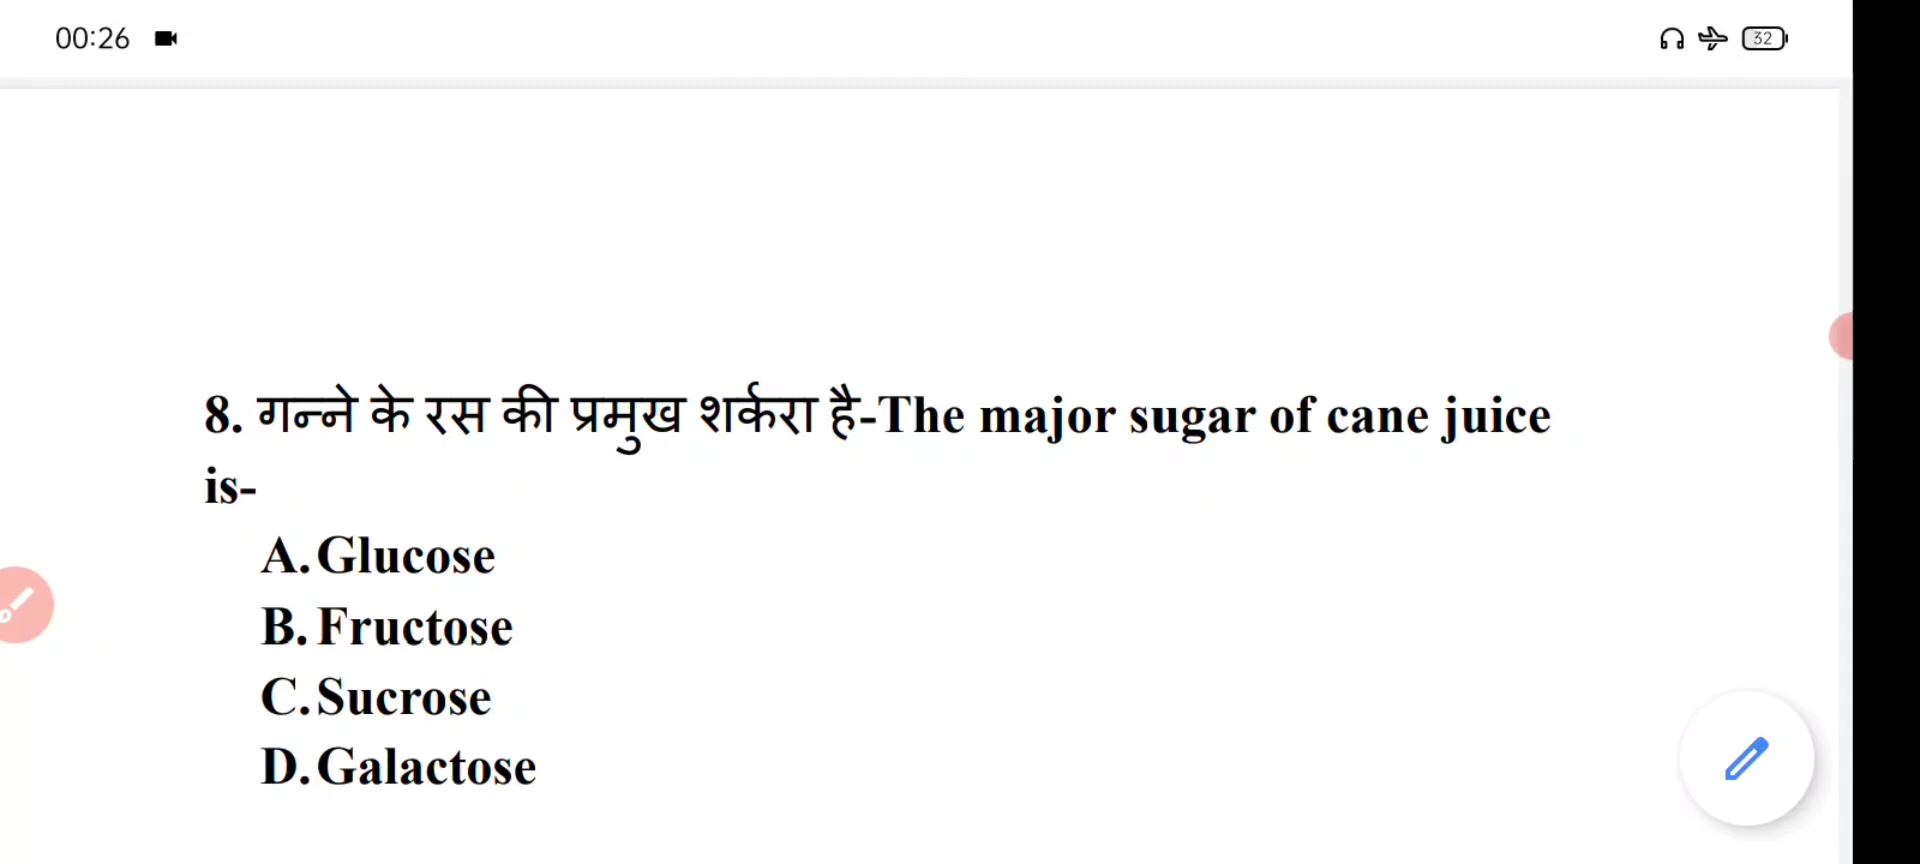 00:26
32
8. गन्ने के रस की प्रमुख शर्करा है-The major sugar of cane juice
is-
A. Glucose
B. Fructose
C. Sucrose
D. Galactose